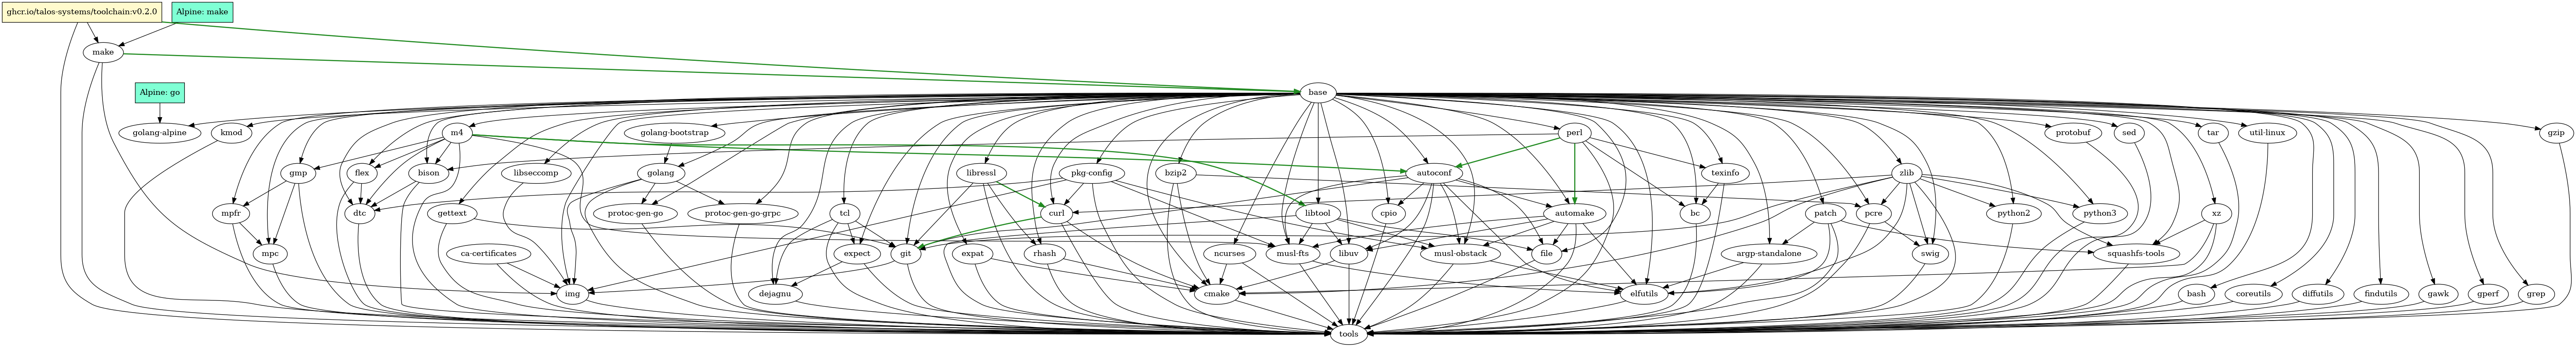 ghcr.io/talos-systems/toolchain:v0.2.0
Alpine: make
make
Alpine: go
base
golang-alpine
kmod
m4
golang-bootstrap
perl
protobuf
sed
tar
util-linux
gzip
gmp
flex
bison
libseccomp
golang
libressl
pkg-config
bzip2
autoconf
texinfo
zlib
mpfr
dtc
gettext
protoc-gen-go
protoc-gen-go-grpc
tcl
curl
libtool
cpio
automake
bc
patch
pcre
python2
python3
xz
mpc
ca-certificates
expect
git
expat
rhash
ncurses
musl-fts
libuv
musl-obstack
file
argp-standalone
swig
squashfs-tools
img
dejagnu
cmake
elfutils
bash
coreutils
diffutils
findutils
gawk
gperf
grep
tools